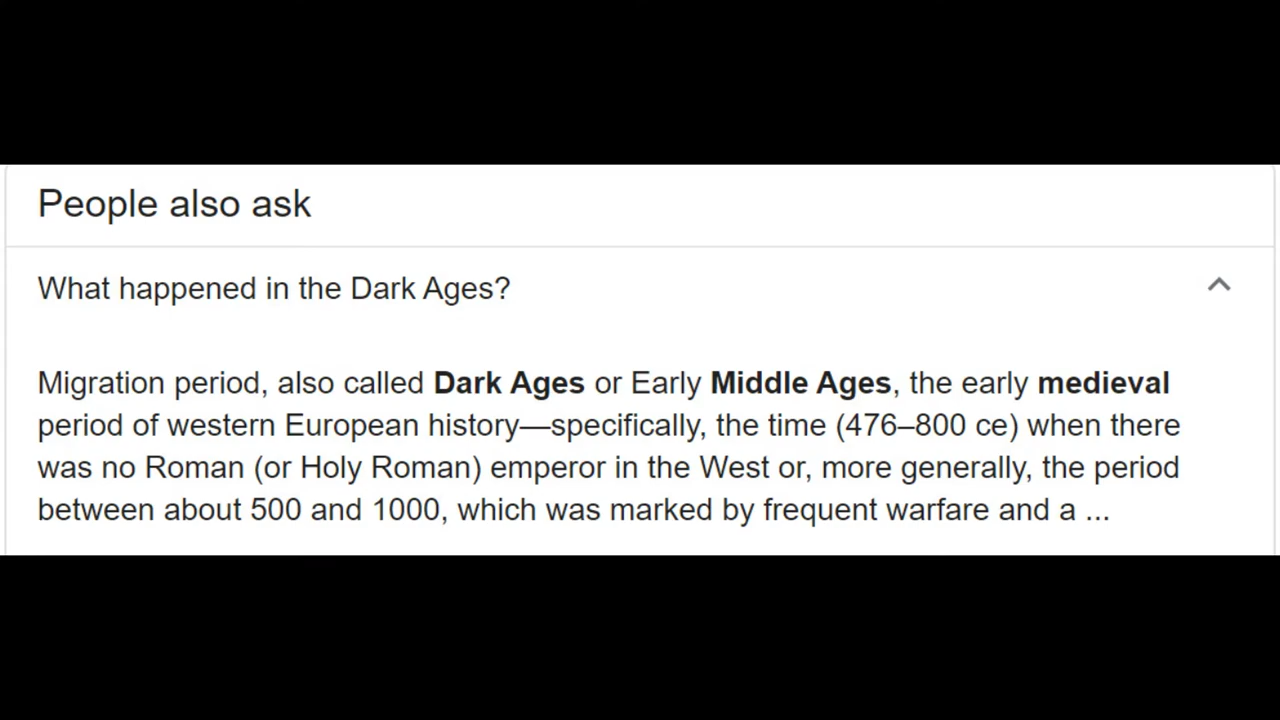 People also ask
What happened in the Dark Ages?
Migration period, also called Dark Ages or Early Middle Ages, the early medieval
period of western European history—specifically, the time (476–800 ce) when there
was no Roman (or Holy Roman) emperor in the West or, more generally, the period
between about 500 and 1000, which was marked by frequent warfare and a ...